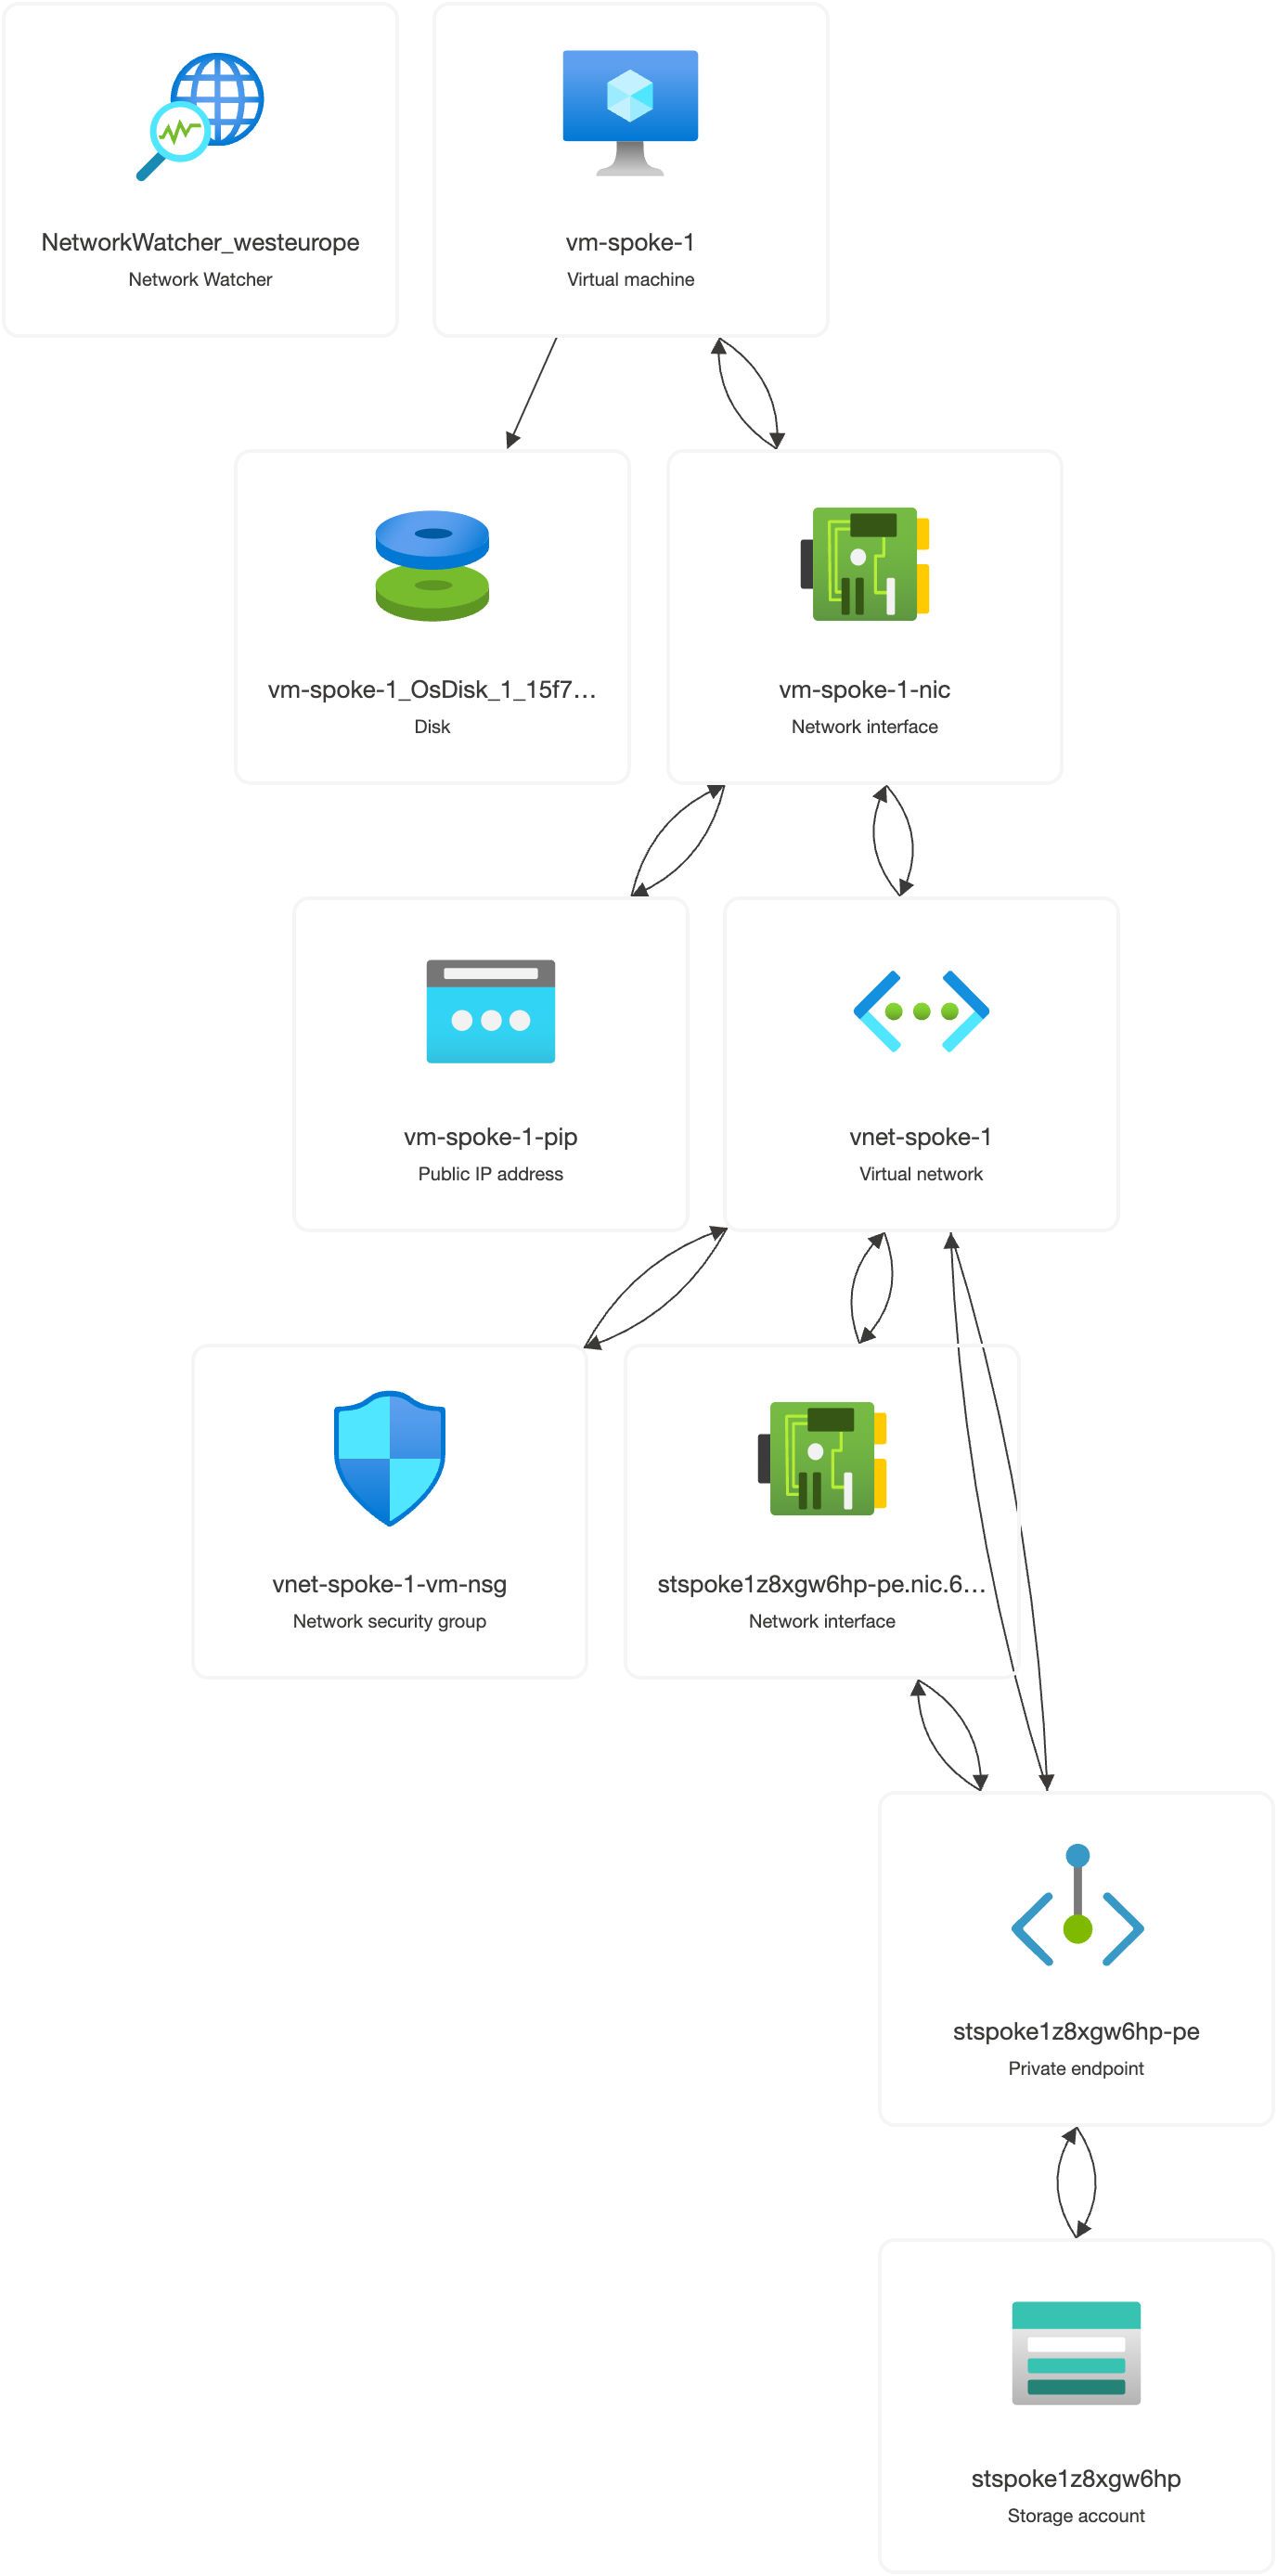 NetworkWatcher_westeurope
Network Watcher
vm-spoke-1
Virtual machine
vm-spoke-1_OsDisk_1_15f7...
Disk
vm-spoke-1-nic
Network interface
vm-spoke-1-pip
Public IP address
vnet-spoke-1
Virtual network
vnet-spoke-1-vm-nsg
Network security group
stspoke1z8xgw6hp-pe.nic.6...
Network interface
stspoke1z8xgw6hp-pe
Private endpoint
stspoke1z8xgw6hp
Storage account